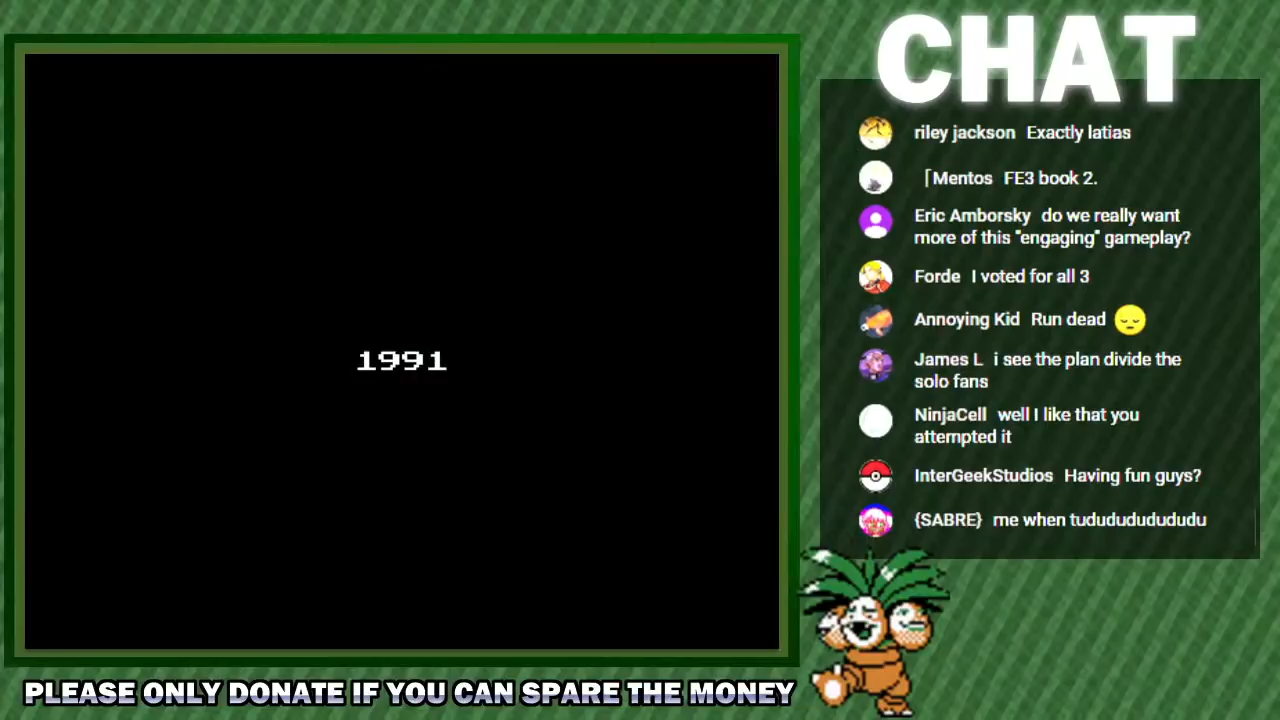 CHAT
1991
riley jackson Exactly latias
「Mentos FE3 book 2.
Eric Amborsky do we really want
more of this "engaging" gameplay?
Forde I voted for all 3
Annoying Kid Run dead 😔
James L i see the plan divide the
solo fans
NinjaCell well I like that you
attempted it
InterGeekStudios Having fun guys?
{SABRE} me when tudududududududu
PLEASE ONLY DONATE IF YOU CAN SPARE THE MONEY